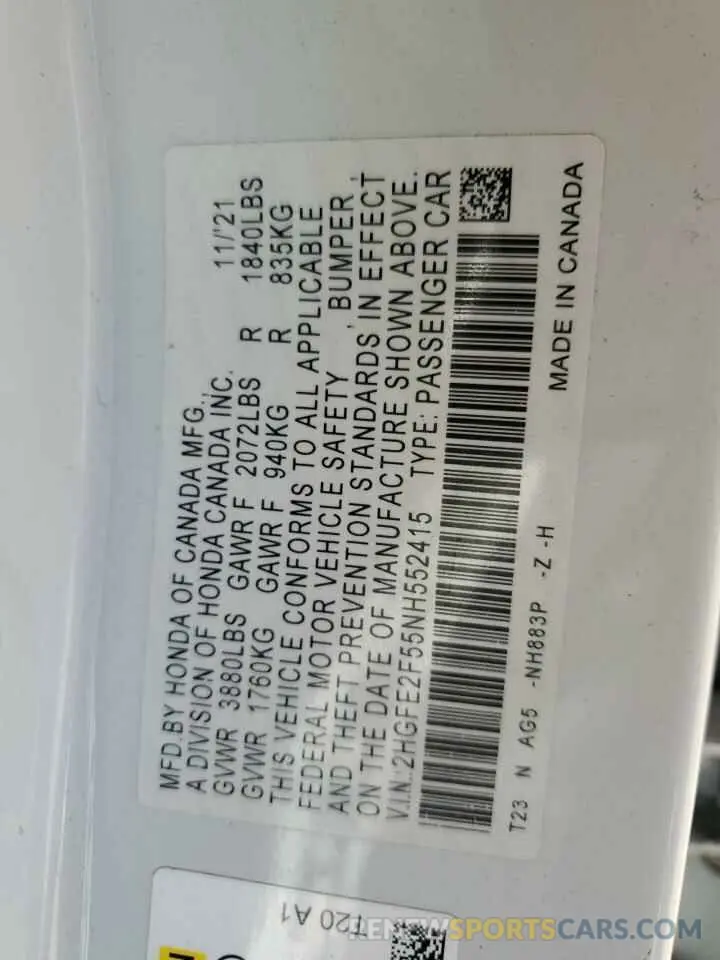 MFD.BY HONDA OF CANADA MFG., 11/'21
A DIVISION OF HONDA CANADA INC.
GVWR 3880LBS GAWR F 2072LBS R 1840LBS
GVWR 1760KG GAWR F 940KG R 835KG
THIS VEHICLE CONFORMS TO ALL APPLICABLE
FEDERAL MOTOR VEHICLE SAFETY, BUMPER,
AND THEFT PREVENTION STANDARDS IN EFFECT
ON THE DATE OF MANUFACTURE SHOWN ABOVE.
V.I.N.:2HGFE2F55NH552415 TYPE: PASSENGER CAR
T23 N AG5 -NH883P -Z -H
MADE IN CANADA
T20 A1
RENEWSPORTSCARS.COM